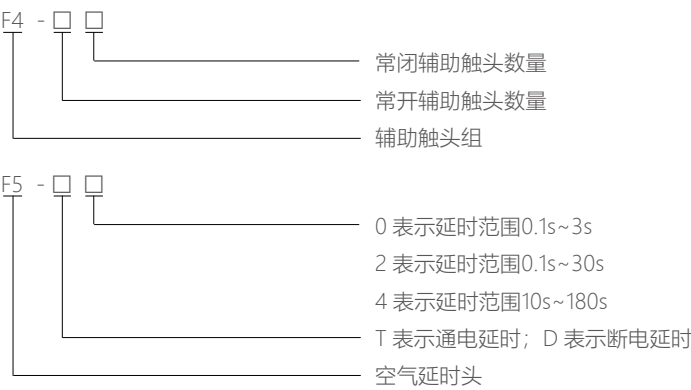 F4 - □ □
常闭辅助触头数量
常开辅助触头数量
辅助触头组
F5 - □ □
0 表示延时范围0.1s~3s
2 表示延时范围0.1s~30s
4 表示延时范围10s~180s
T 表示通电延时；D 表示断电延时
空气延时头